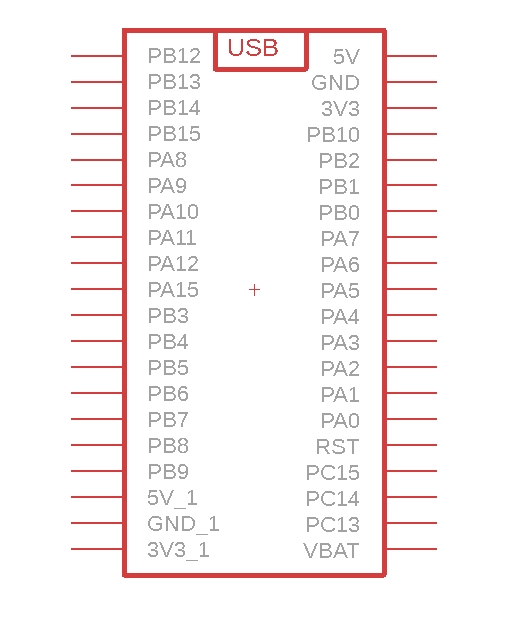 USB
PB12 5V
PB13 GND
PB14 3V3
PB15 PB10
PA8 PB2
PA9 PB1
PA10 PB0
PA11 PA7
PA12 PA6
PA15 PA5
PB3 PA4
PB4 PA3
PB5 PA2
PB6 PA1
PB7 PA0
PB8 RST
PB9 PC15
5V_1 PC14
GND_1 PC13
3V3_1 VBAT